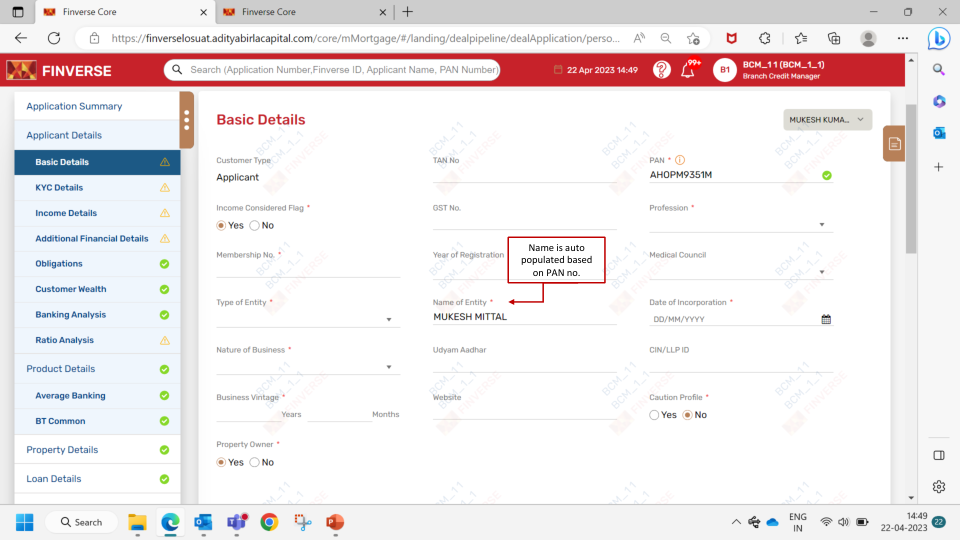 Finverse Core
Finverse Core
https://finverselosuat.adityabirlacapital.com/core/mMortgage/#/landing/dealpipeline/dealApplication/perso...
FINVERSE
Search (Application Number,Finverse ID, Applicant Name, PAN Number)
22 Apr 2023 14:49
99+
B1
BCM_1 1 (BCM_1_1)
Branch Credit Manager
Application Summary
Applicant Details
Basic Details
KYC Details
Income Details
Additional Financial Details
Obligations
Customer Wealth
Banking Analysis
Ratio Analysis
Product Details
Average Banking
BT Common
Property Details
Loan Details
Basic Details
MUKESH KUMA...
Customer Type
TAN No
PAN *
Applicant
AHOPM9351M
Income Considered Flag *
GST No.
Profession *
Yes No
Membership No. *
Year of Registration
Medical Council
Name is auto
populated based
on PAN no.
Type of Entity *
Name of Entity *
Date of Incorporation *
MUKESH MITTAL
DD/MM/YYYY
Nature of Business *
Udyam Aadhar
CIN/LLP ID
Business Vintage *
Website
Caution Profile *
Years Months
Yes No
Property Owner *
Yes No
BCM_11
BCM_1_1
FINVERSE
Search
ENG
IN
14:49
22-04-2023
22